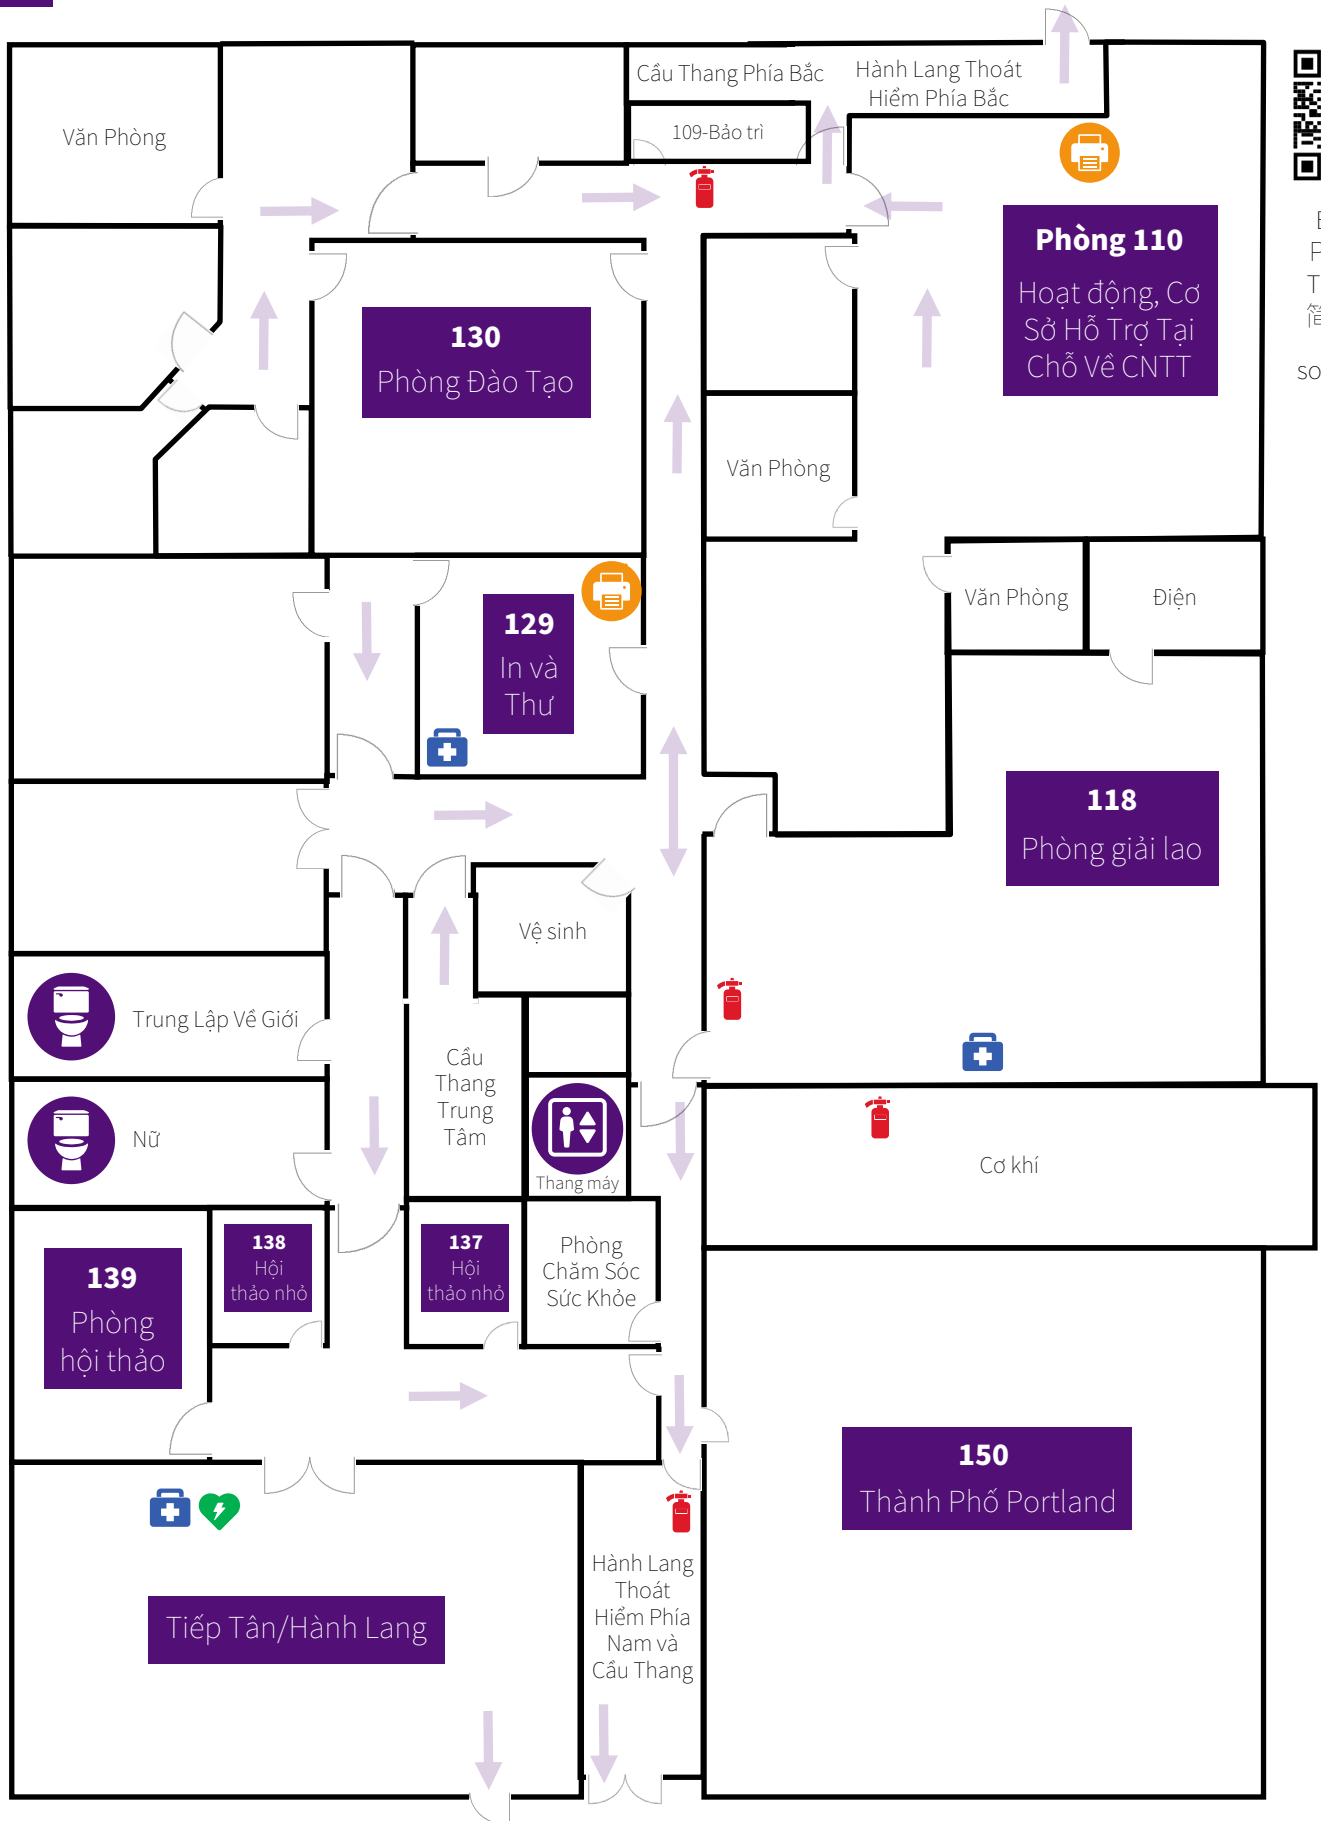 Cầu Thang Phía Bắc
Hành Lang Thoát
Hiểm Phía Bắc
Văn Phòng
109-Bảo trì
Phòng 110
Hoạt động, Cơ
Sở Hỗ Trợ Tại
Chỗ Về CNTT
130
Phòng Đào Tạo
Văn Phòng
129
In và
Thư
Văn Phòng
Điện
118
Phòng giải lao
Vệ sinh
Trung Lập Về Giới
Cầu
Thang
Trung
Tâm
Nữ
Thang máy
Cơ khí
139
Phòng
hội thảo
138
Hội
thảo nhỏ
137
Hội
thảo nhỏ
Phòng
Chăm Sóc
Sức Khỏe
150
Thành Phố Portland
Tiếp Tân/Hành Lang
Hành Lang
Thoát
Hiểm Phía
Nam và
Cầu Thang